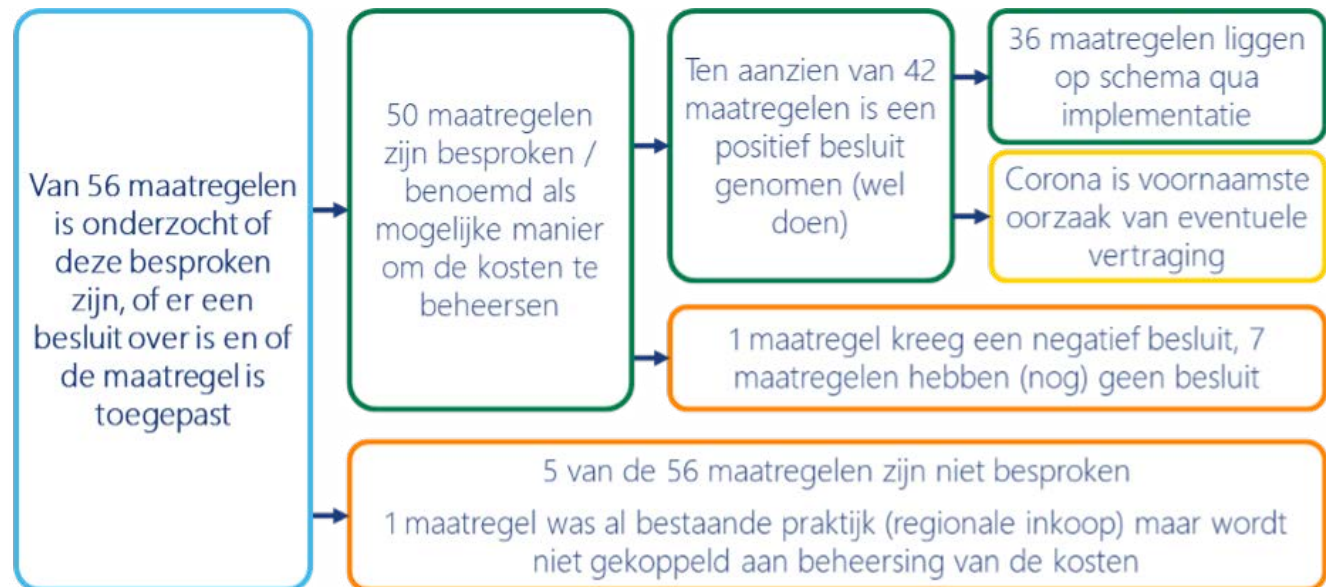 Van 56 maatregelen
is onderzocht of
deze besproken
zijn, of er een
besluit over is en of
de maatregel is
toegepast
50 maatregelen
zijn besproken /
benoemd als
mogelijke manier
om de kosten te
beheersen
Ten aanzien van 42
maatregelen is een
positief besluit
genomen (wel
doen)
36 maatregelen liggen
op schema qua
implementatie
Corona is voornaamste
oorzaak van eventuele
vertraging
1 maatregel kreeg een negatief besluit, 7
maatregelen hebben (nog) geen besluit
5 van de 56 maatregelen zijn niet besproken
1 maatregel was al bestaande praktijk (regionale inkoop) maar wordt
niet gekoppeld aan beheersing van de kosten